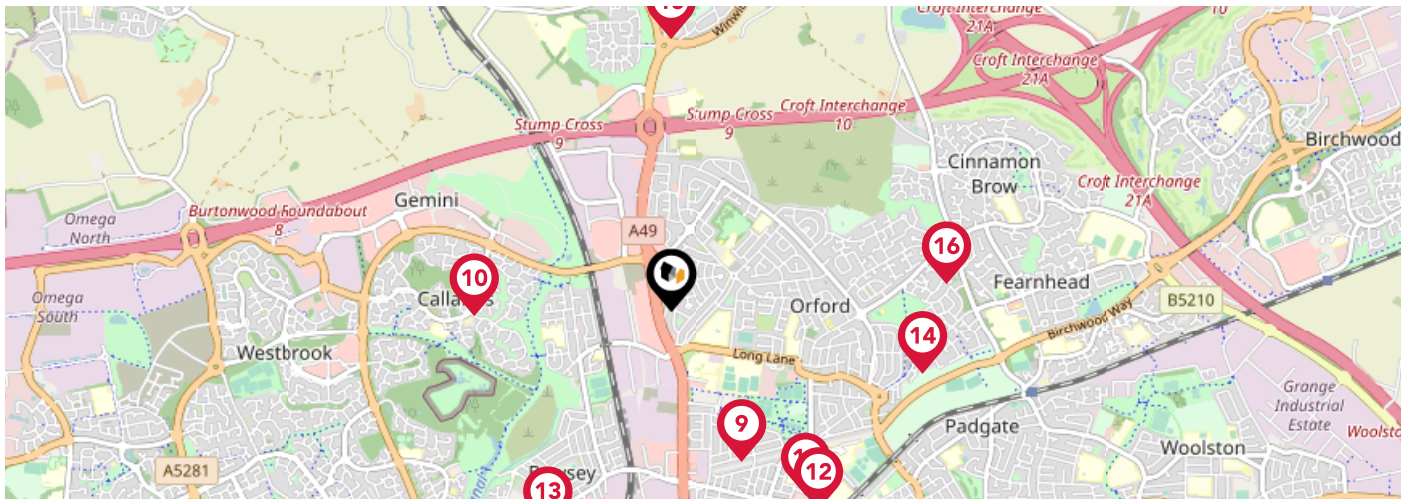 Croft Interchange
21A
10
Croft Interchange
21A
Stump Cross
9
Stump Cross
9
Croft Interchange
10
Birchwood
Cinnamon
Brow
Croft Interchange
21A
Gemini
Burtonwood Roundabout
8
Omega
North
A49
16
10
Omega
South
Orford
Fearnhead
B5210
Birchwood Way
14
Westbrook
Long Lane
Grange
Industrial
Estate
9
Padgate
Woolston
12
A5281
13